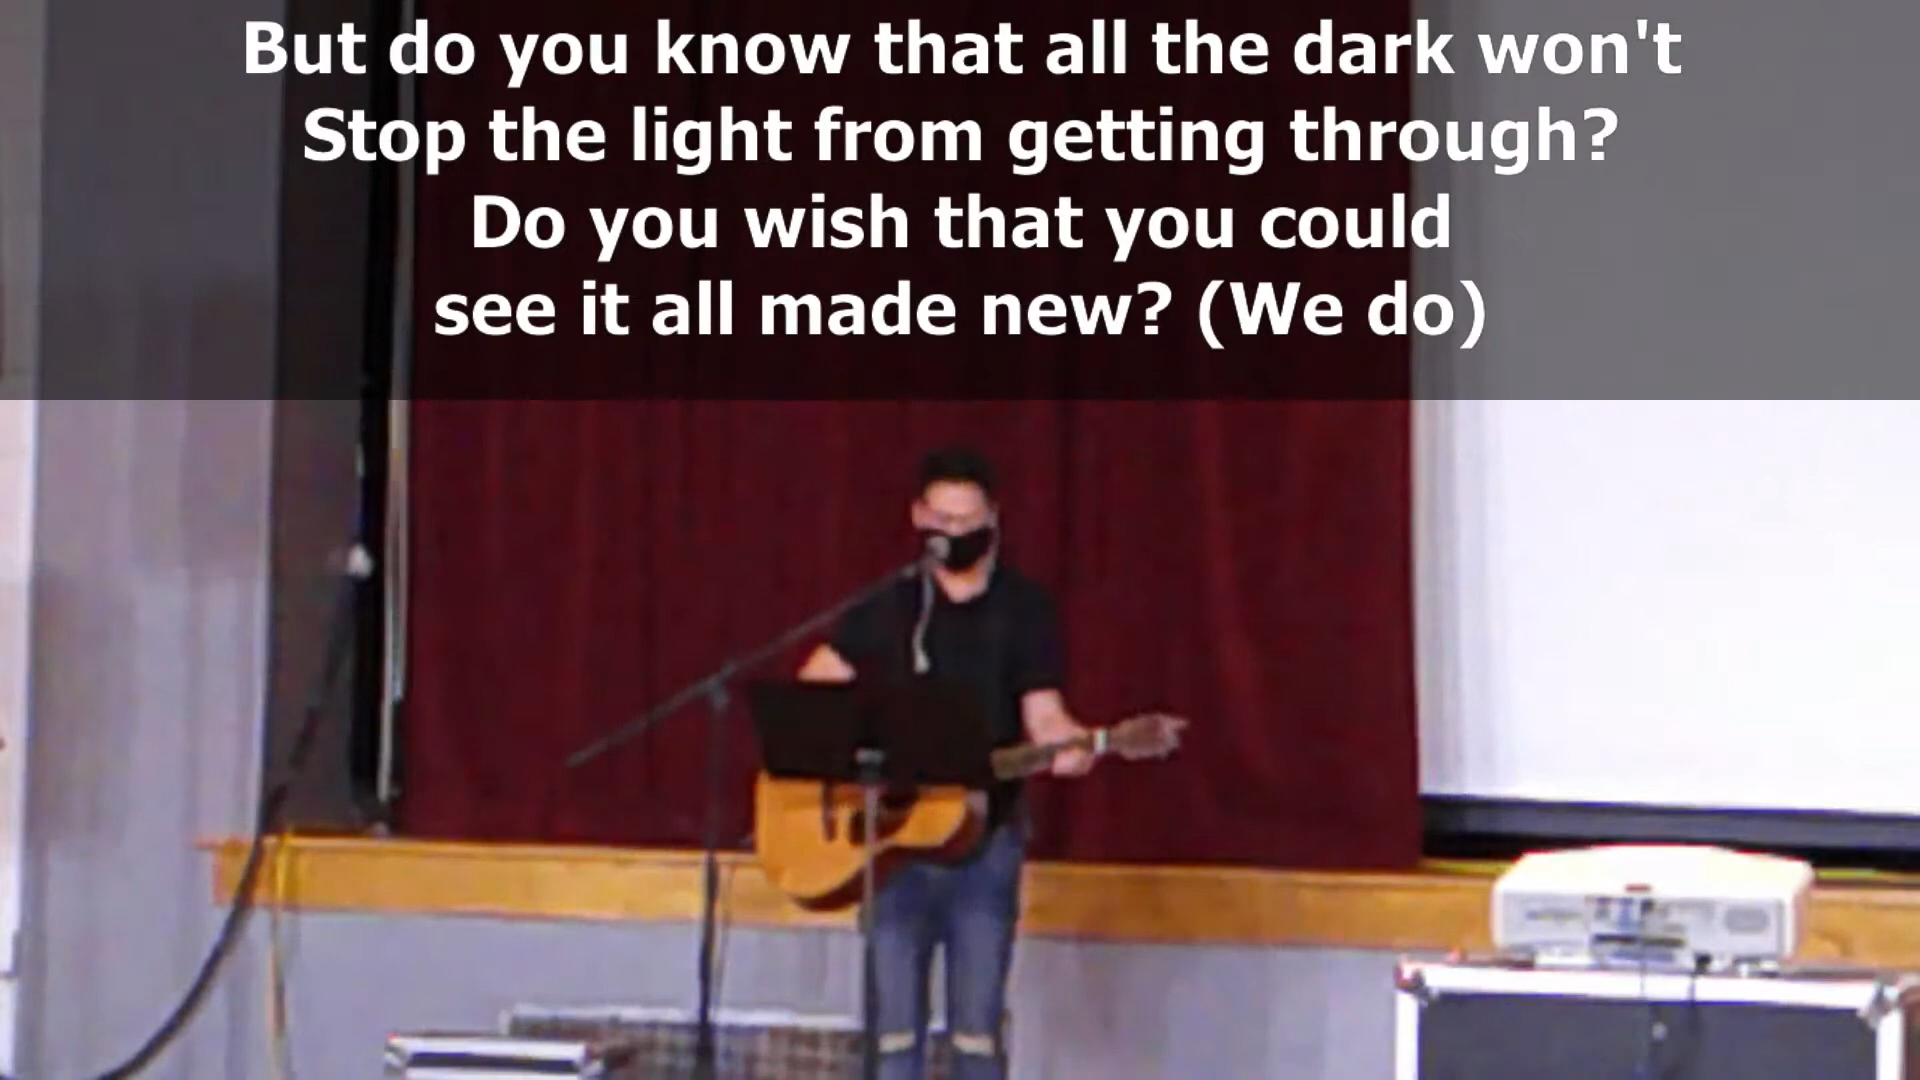 But do you know that all the dark won't
Stop the light from getting through?
Do you wish that you could
see it all made new? (We do)